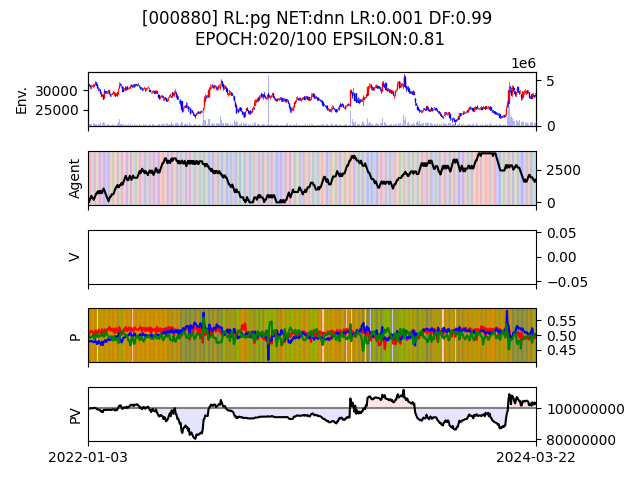 [000880] RL:pg NET:dnn LR:0.001 DF:0.99
EPOCH:020/100 EPSILON:0.81
1e6
Env.
30000
25000
5
0
Agent
2500
0
V
0.05
0.00
−0.05
P
0.55
0.50
0.45
PV
100000000
80000000
2022-01-03
2024-03-22